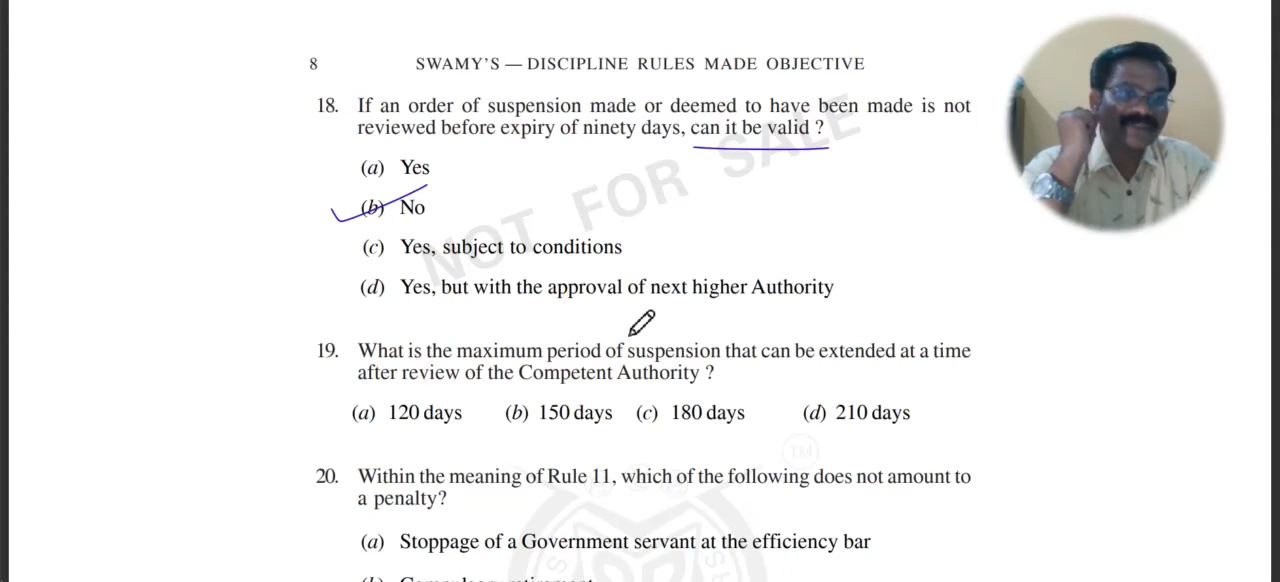 8 SWAMY'S — DISCIPLINE RULES MADE OBJECTIVE
18. If an order of suspension made or deemed to have been made is not
reviewed before expiry of ninety days, can it be valid ?
(a) Yes
(b) No
(c) Yes, subject to conditions
(d) Yes, but with the approval of next higher Authority
NOT FOR SALE
19. What is the maximum period of suspension that can be extended at a time
after review of the Competent Authority ?
(a) 120 days (b) 150 days (c) 180 days (d) 210 days
TM
20. Within the meaning of Rule 11, which of the following does not amount to
a penalty?
(a) Stoppage of a Government servant at the efficiency bar
(b) Compulsory retirement